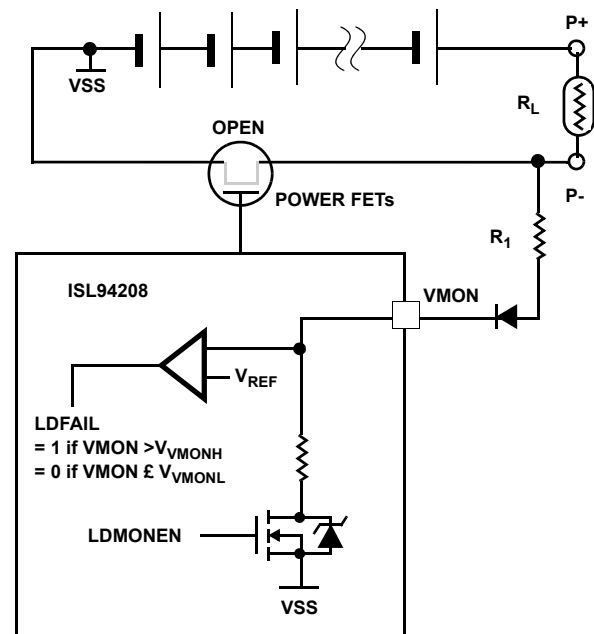 P+
VSS
RL
OPEN
P-
POWER FETs
R1
ISL94208
VMON
VREF
LDFAIL
= 1 if VMON >VVMONH
= 0 if VMON £ VVMONL
LDMONEN
VSS